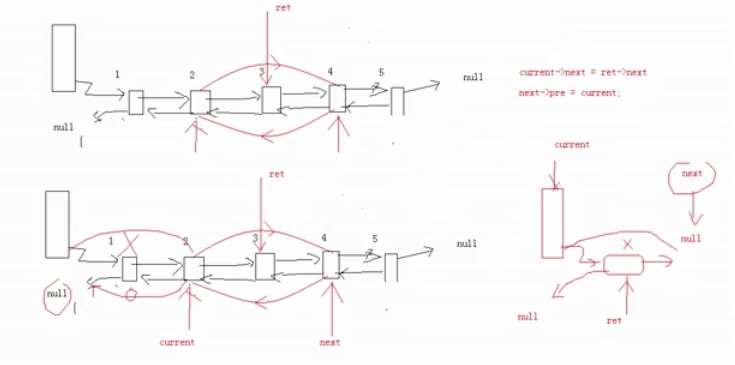 ret
1 2 3 4 5
null
current->next = ret->next
next->pre = current;
null
current
next
ret
1 2 3 4 5
null
null
null
null
ret
current
next